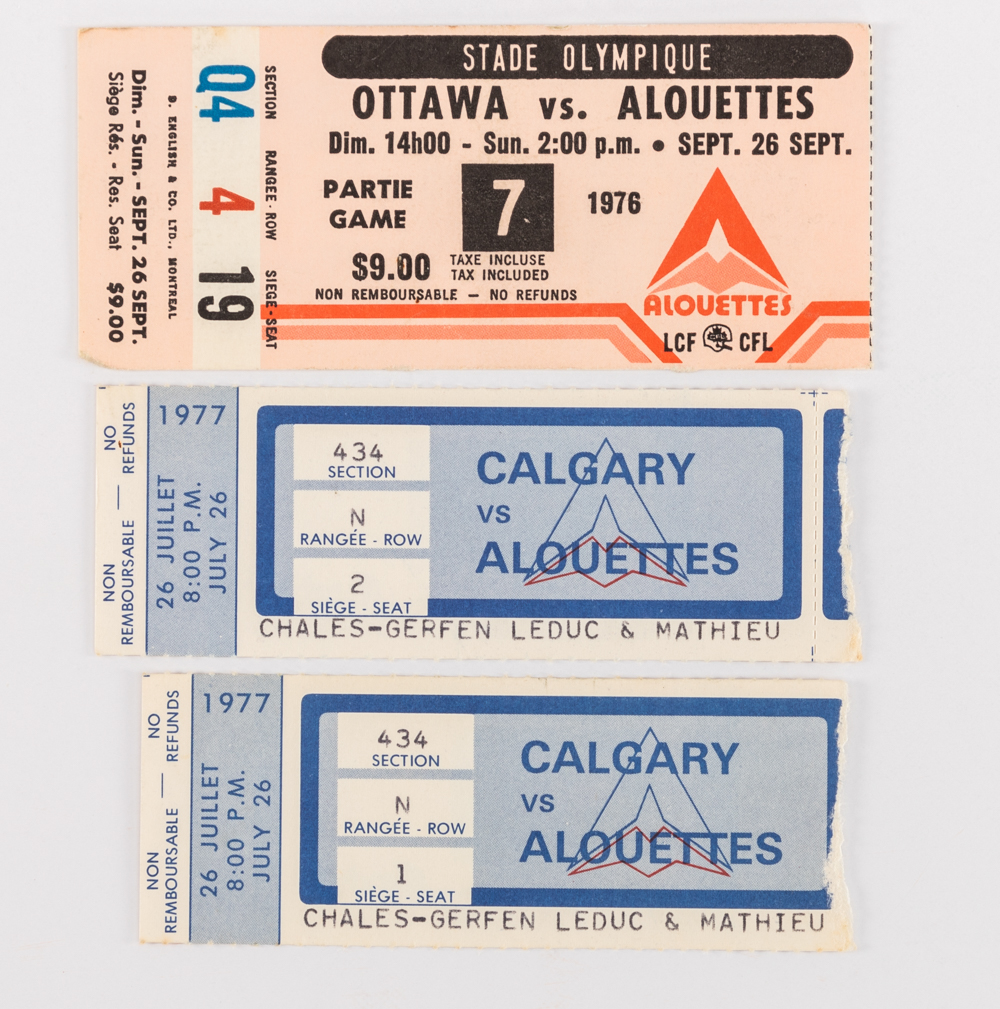 STADE OLYMPIQUE
OTTAWA vs. ALOUETTES
Dim. 14h00 - Sun. 2:00 p.m. • SEPT. 26 SEPT.
PARTIE
GAME
7
1976
$9.00 TAXE INCLUSE
TAX INCLUDED
NON REMBOURSABLE — NO REFUNDS
ALOUETTES
LCF CFL
SECTION RANGÉE-ROW SIEGE-SEAT
Q4 4 19
D. ENGLISH & CO. LTD., MONTREAL
Dim. - Sun. - SEPT. 26 SEPT.
Siège Rés. - Res. Seat $9.00
NON REMBOURSABLE — NO REFUNDS
1977
26 JUILLET
8:00 P.M.
JULY 26
434
SECTION
N
RANGÉE - ROW
2
SIÈGE - SEAT
CALGARY
VS
ALOUETTES
CHALES-GERFEN LEDUC & MATHIEU
NON REMBOURSABLE — NO REFUNDS
1977
26 JUILLET
8:00 P.M.
JULY 26
434
SECTION
N
RANGÉE - ROW
1
SIÈGE - SEAT
CALGARY
VS
ALOUETTES
CHALES-GERFEN LEDUC & MATHIEU